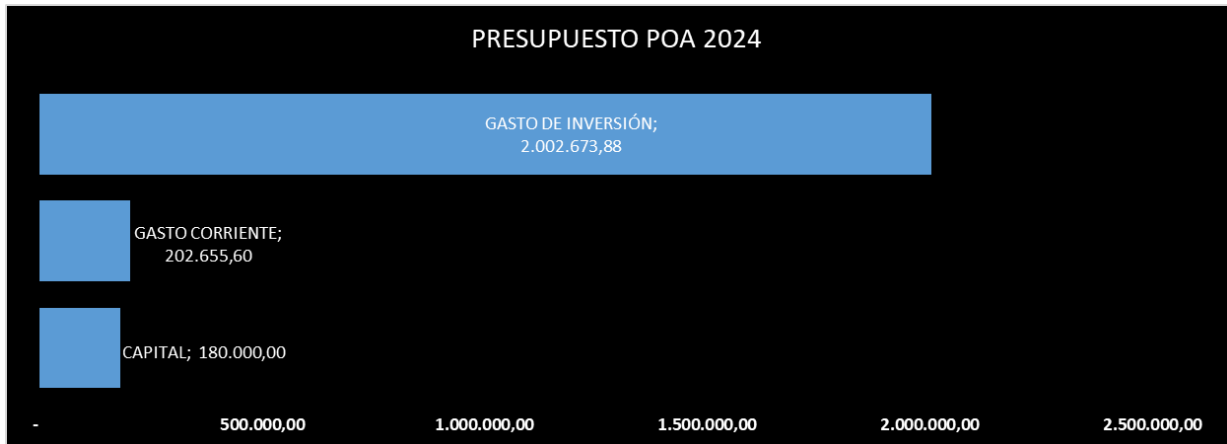 PRESUPUESTO POA 2024
GASTO DE INVERSIÓN;
2.002.673,88
GASTO CORRIENTE;
202.655,60
CAPITAL; 180.000,00
- 500.000,00 1.000.000,00 1.500.000,00 2.000.000,00 2.500.000,00